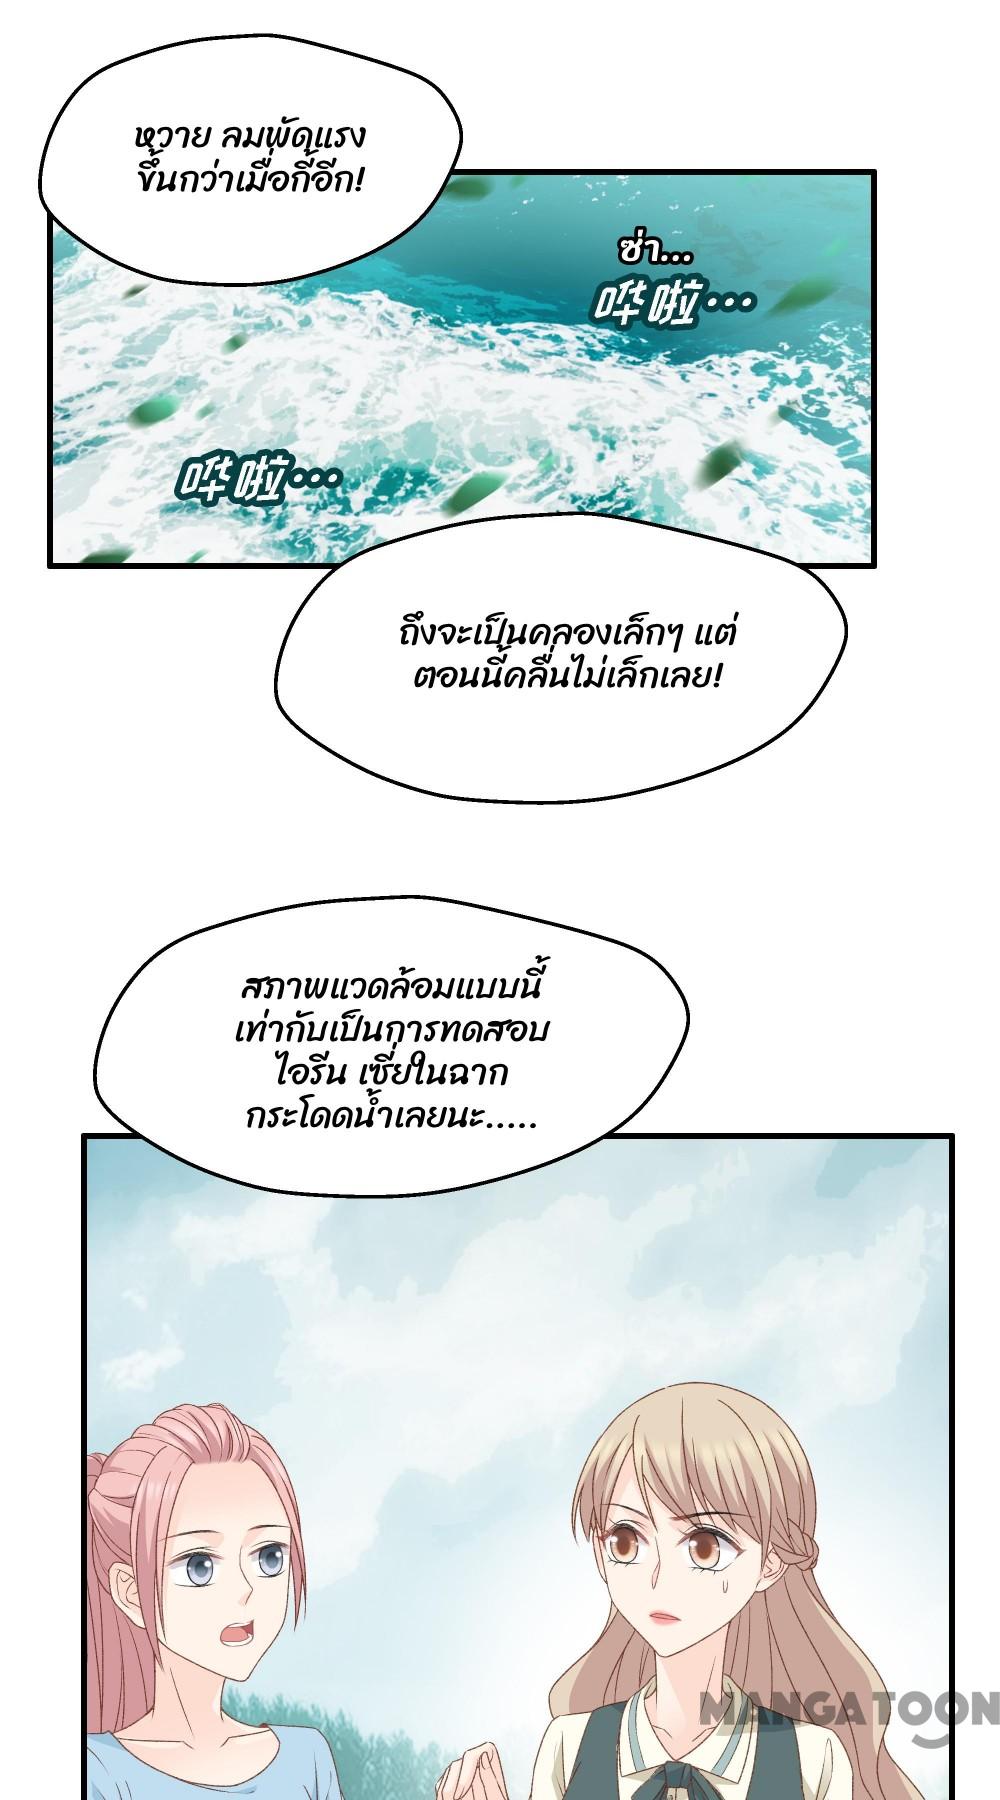 หวาย ลมพัดแรง
ขึ้นกว่าเมื่อกี้อีก!
ซ่า...
哗啦...
哗啦...
ถึงจะเป็นคลองเล็กๆ แต่
ตอนนี้คลื่นไม่เล็กเลย!
สภาพแวดล้อมแบบนี้
เท่ากับเป็นการทดสอบ
ไอรีน เซี่ยในฉาก
กระโดดน้ำเลยนะ.....
MANGATOON